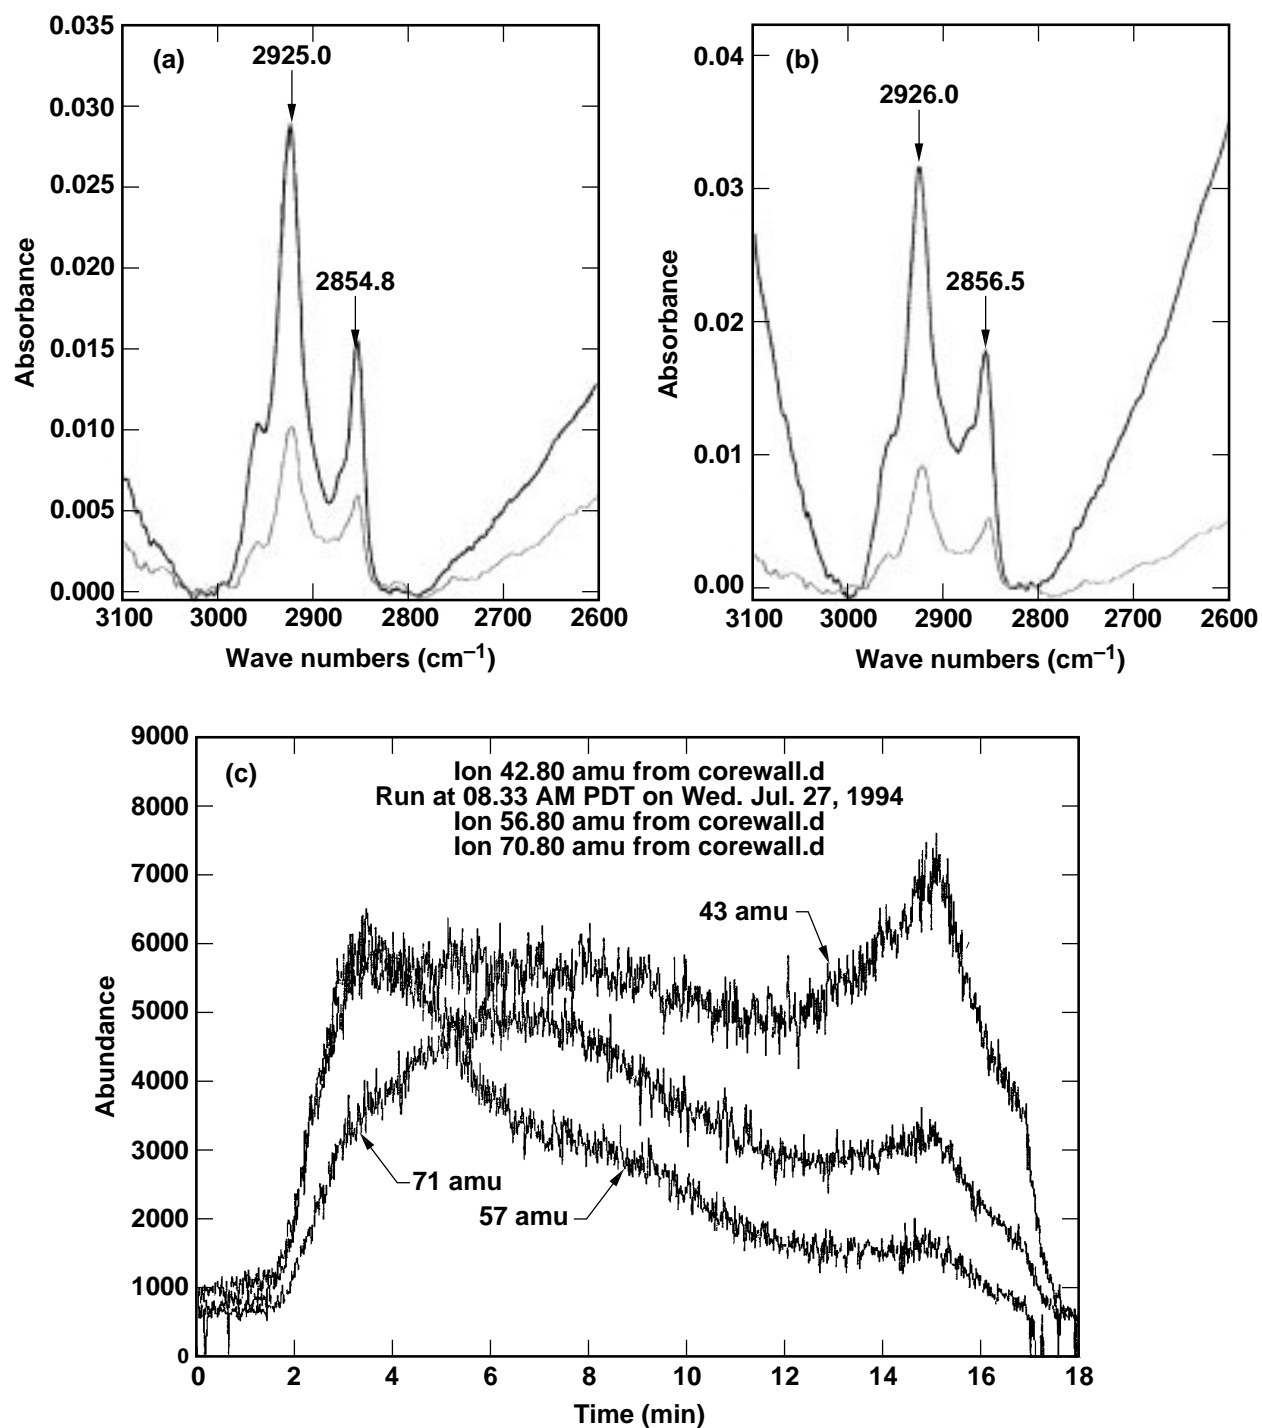 (a)
2925.0
2854.8
0.035
0.030
0.025
0.020
0.015
0.010
0.005
0.000
Absorbance
3100 3000 2900 2800 2700 2600
Wave numbers (cm–1)
(b)
2926.0
2856.5
0.04
0.03
0.02
0.01
0.00
Absorbance
3100 3000 2900 2800 2700 2600
Wave numbers (cm–1)
(c)
Ion 42.80 amu from corewall.d
Run at 08.33 AM PDT on Wed. Jul. 27, 1994
Ion 56.80 amu from corewall.d
Ion 70.80 amu from corewall.d
43 amu
71 amu
57 amu
9000
8000
7000
6000
5000
4000
3000
2000
1000
0
Abundance
0 2 4 6 8 10 12 14 16 18
Time (min)